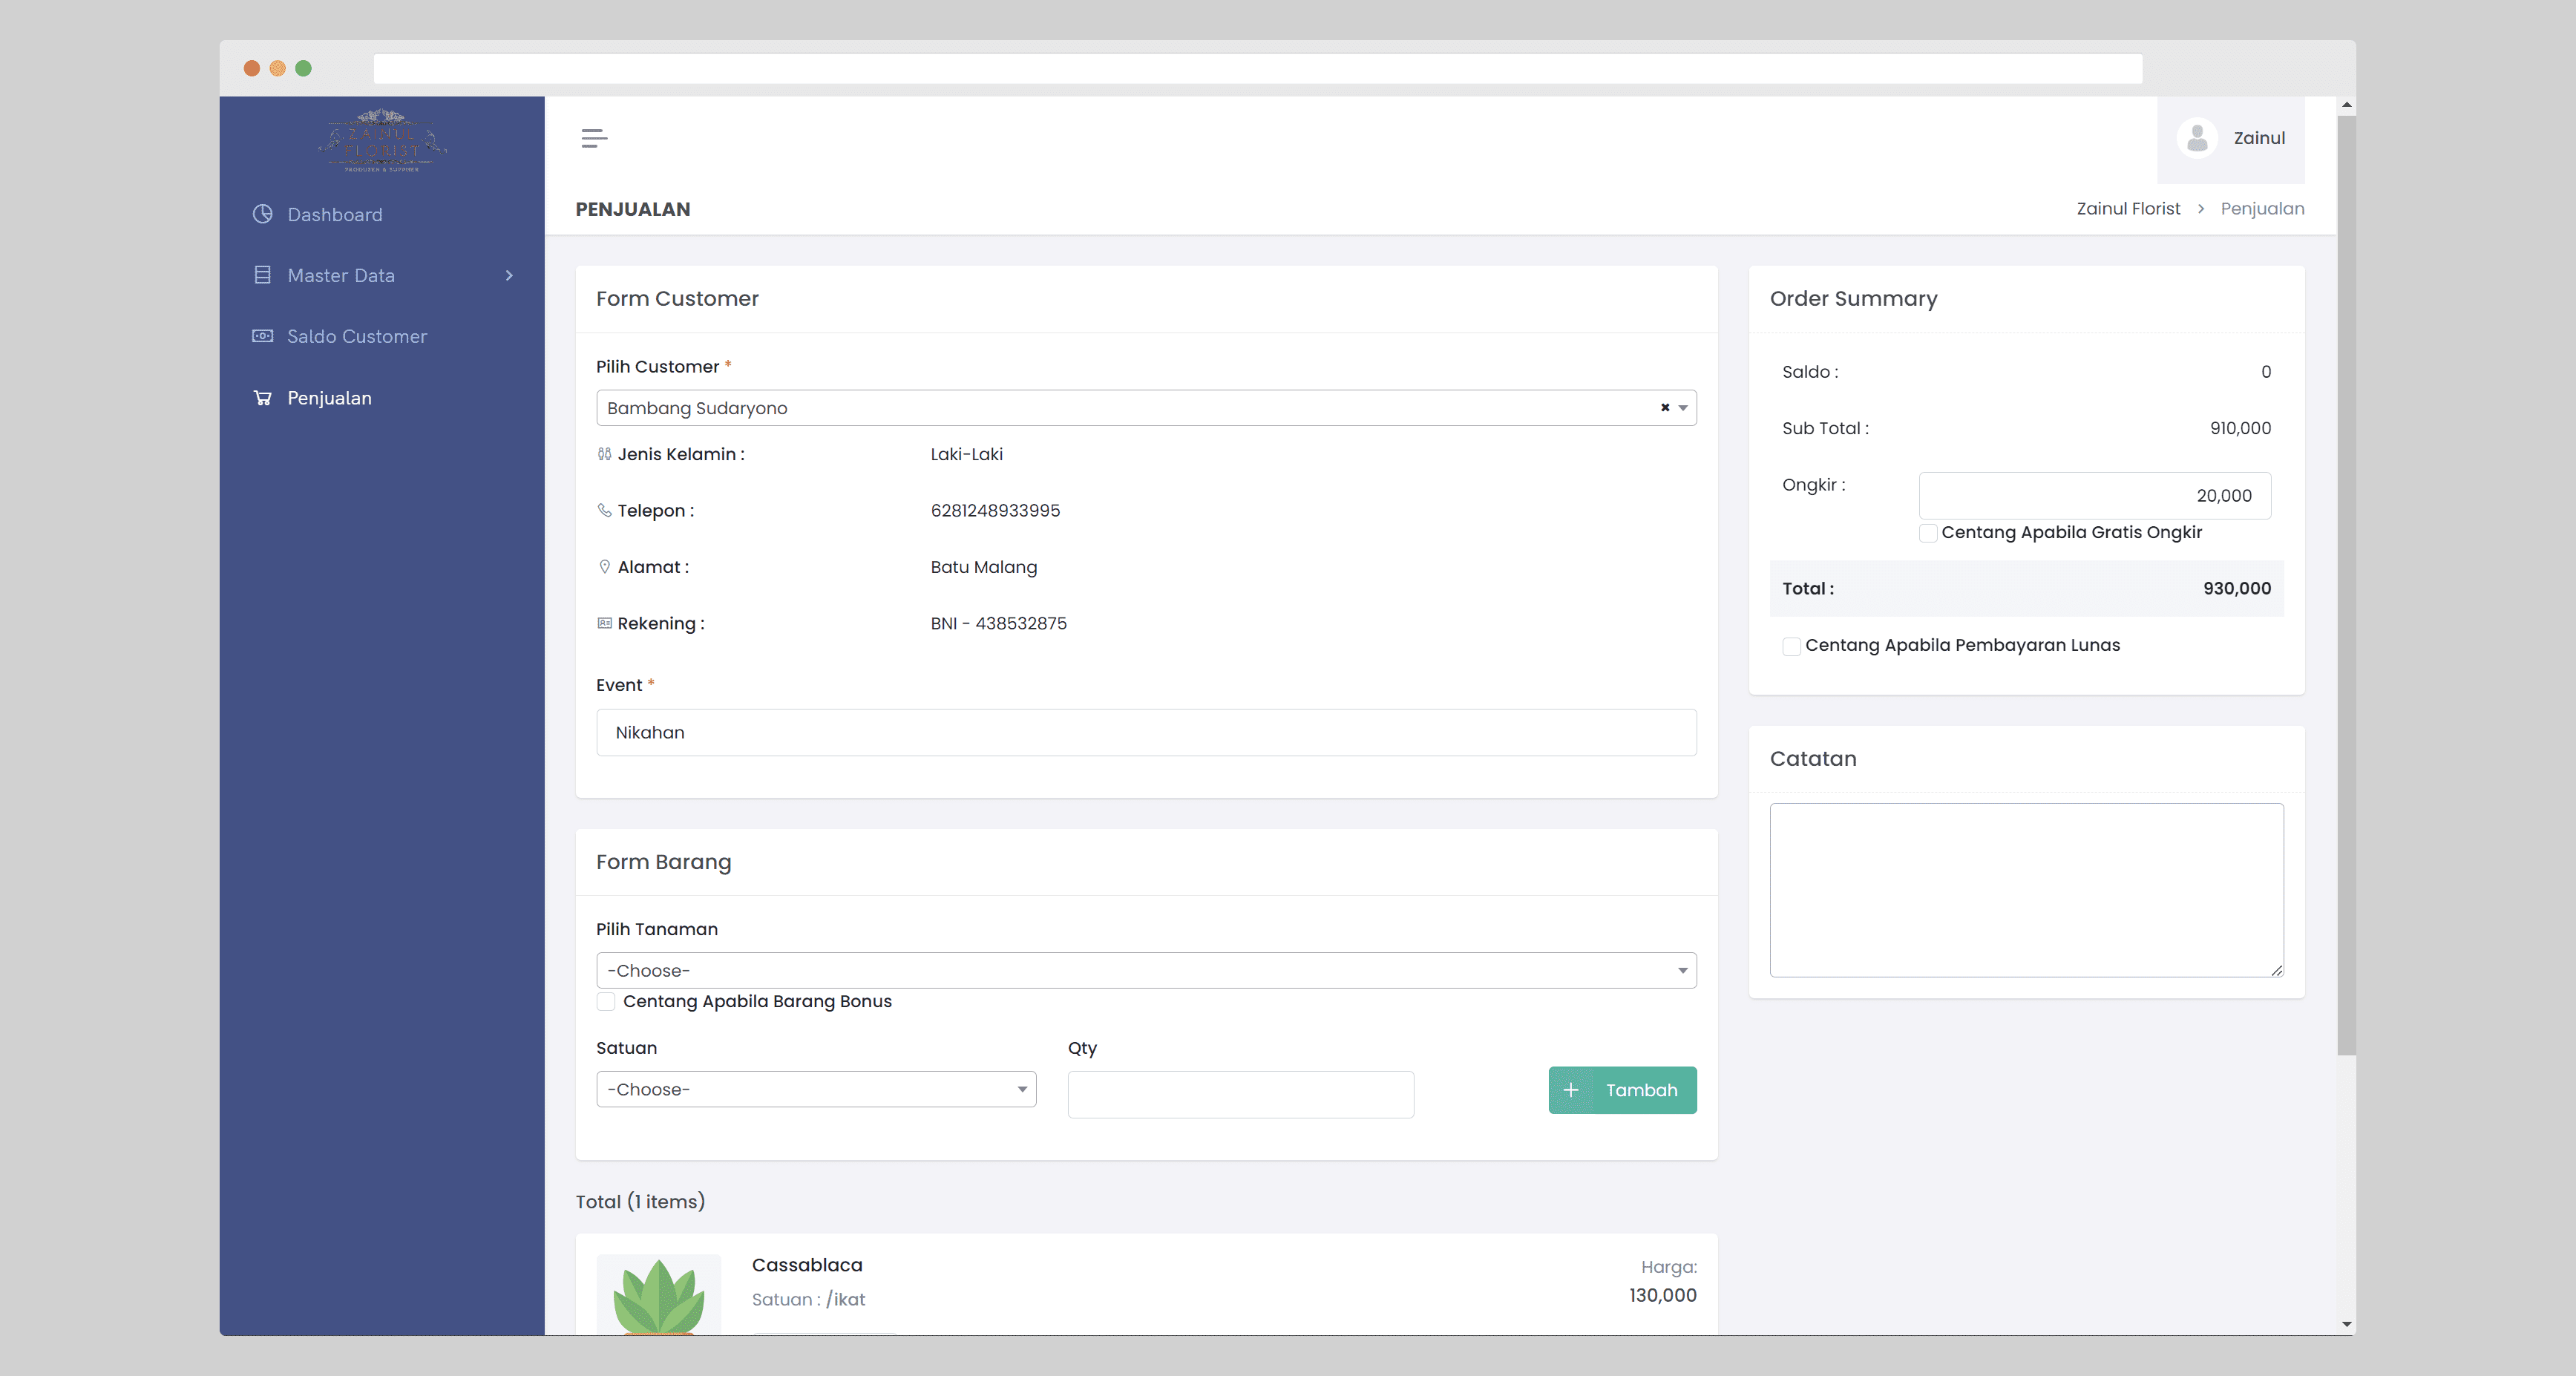 ZAINUL
FLORIST
PRODUCEN & SUPPLIER
Dashboard
Master Data
Saldo Customer
Penjualan
Zainul
PENJUALAN
Zainul Florist > Penjualan
Form Customer
Pilih Customer *
Bambang Sudaryono
Jenis Kelamin : Laki-Laki
Telepon : 6281248933995
Alamat : Batu Malang
Rekening : BNI - 438532875
Event *
Nikahan
Form Barang
Pilih Tanaman
-Choose-
Centang Apabila Barang Bonus
Satuan Qty
-Choose-
+ Tambah
Total (1 items)
Cassablaca
Satuan : /ikat
Harga:
130,000
Order Summary
Saldo : 0
Sub Total : 910,000
Ongkir : 20,000
Centang Apabila Gratis Ongkir
Total : 930,000
Centang Apabila Pembayaran Lunas
Catatan